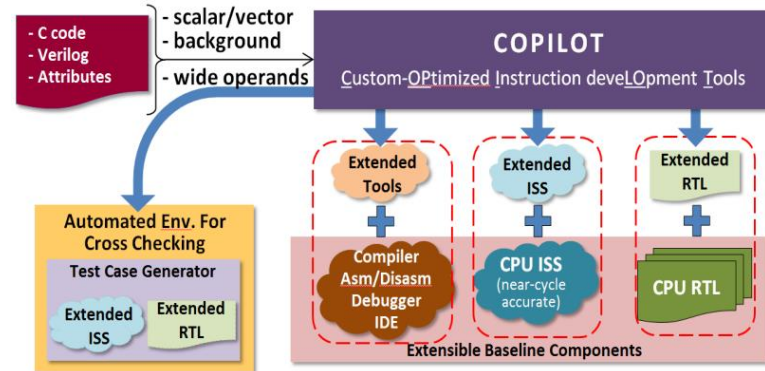 - C code
- Verilog
- Attributes
- scalar/vector
- background
- wide operands
COPILOT
Custom-OPtimized Instruction deveLOpment Tools
Extended
Tools
Extended
ISS
Extended
RTL
Automated Env. For
Cross Checking
Test Case Generator
Extended
ISS
Extended
RTL
Compiler
Asm/Disasm
Debugger
IDE
CPU ISS
(near-cycle
accurate)
CPU RTL
Extensible Baseline Components